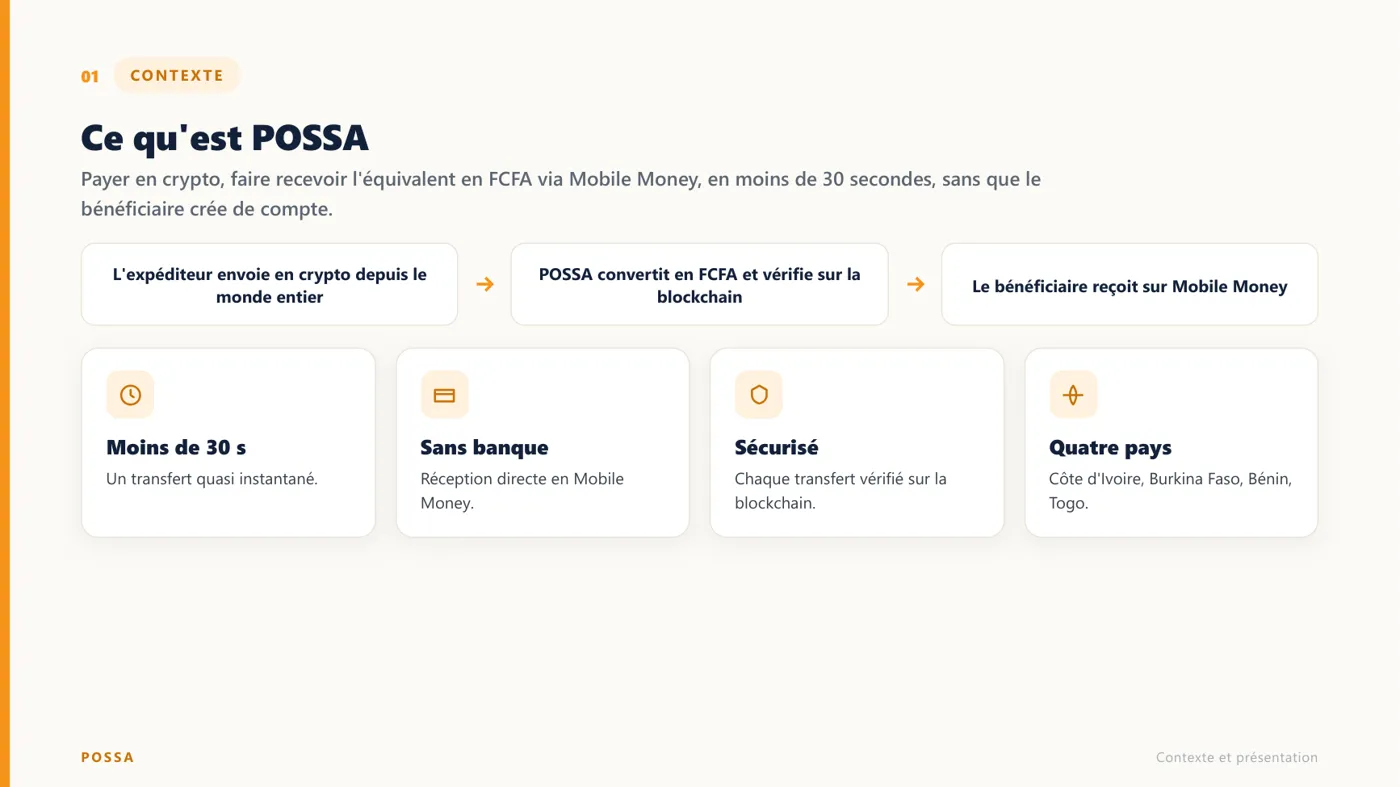 01 CONTEXTE
Ce qu'est POSSA
Payer en crypto, faire recevoir l'équivalent en FCFA via Mobile Money, en moins de 30 secondes, sans que le
bénéficiaire crée de compte.
L'expéditeur envoie en crypto depuis le
monde entier
POSSA convertit en FCFA et vérifie sur la
blockchain
Le bénéficiaire reçoit sur Mobile Money
Moins de 30 s
Un transfert quasi instantané.
Sans banque
Réception directe en Mobile
Money.
Sécurisé
Chaque transfert vérifié sur la
blockchain.
Quatre pays
Côte d'Ivoire, Burkina Faso, Bénin,
Togo.
POSSA
Contexte et présentation